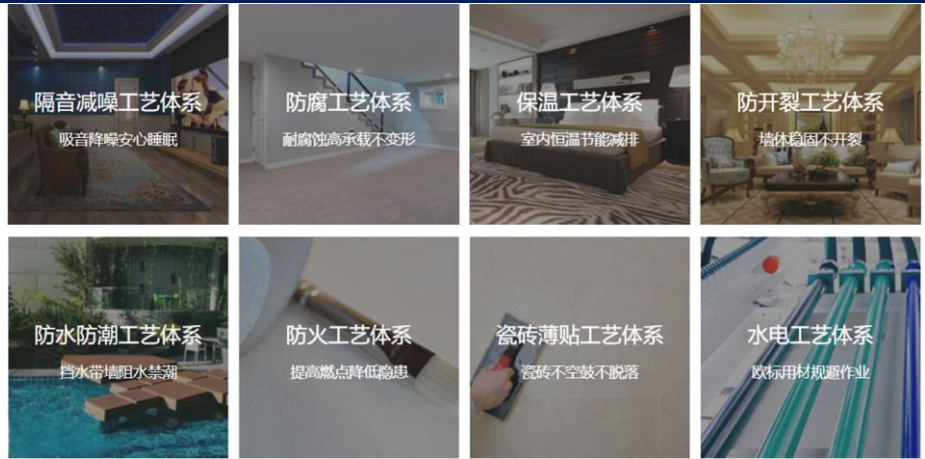 隔音减噪工艺体系
吸音降噪安心睡眠
防腐工艺体系
耐腐蚀高承载不变形
保温工艺体系
室内恒温节能减排
防开裂工艺体系
墙体稳固不开裂
防水防潮工艺体系
挡水带墙阻水禁潮
防火工艺体系
提高燃点降低隐患
瓷砖薄贴工艺体系
瓷砖不空鼓不脱落
水电工艺体系
欧标用材规避作业